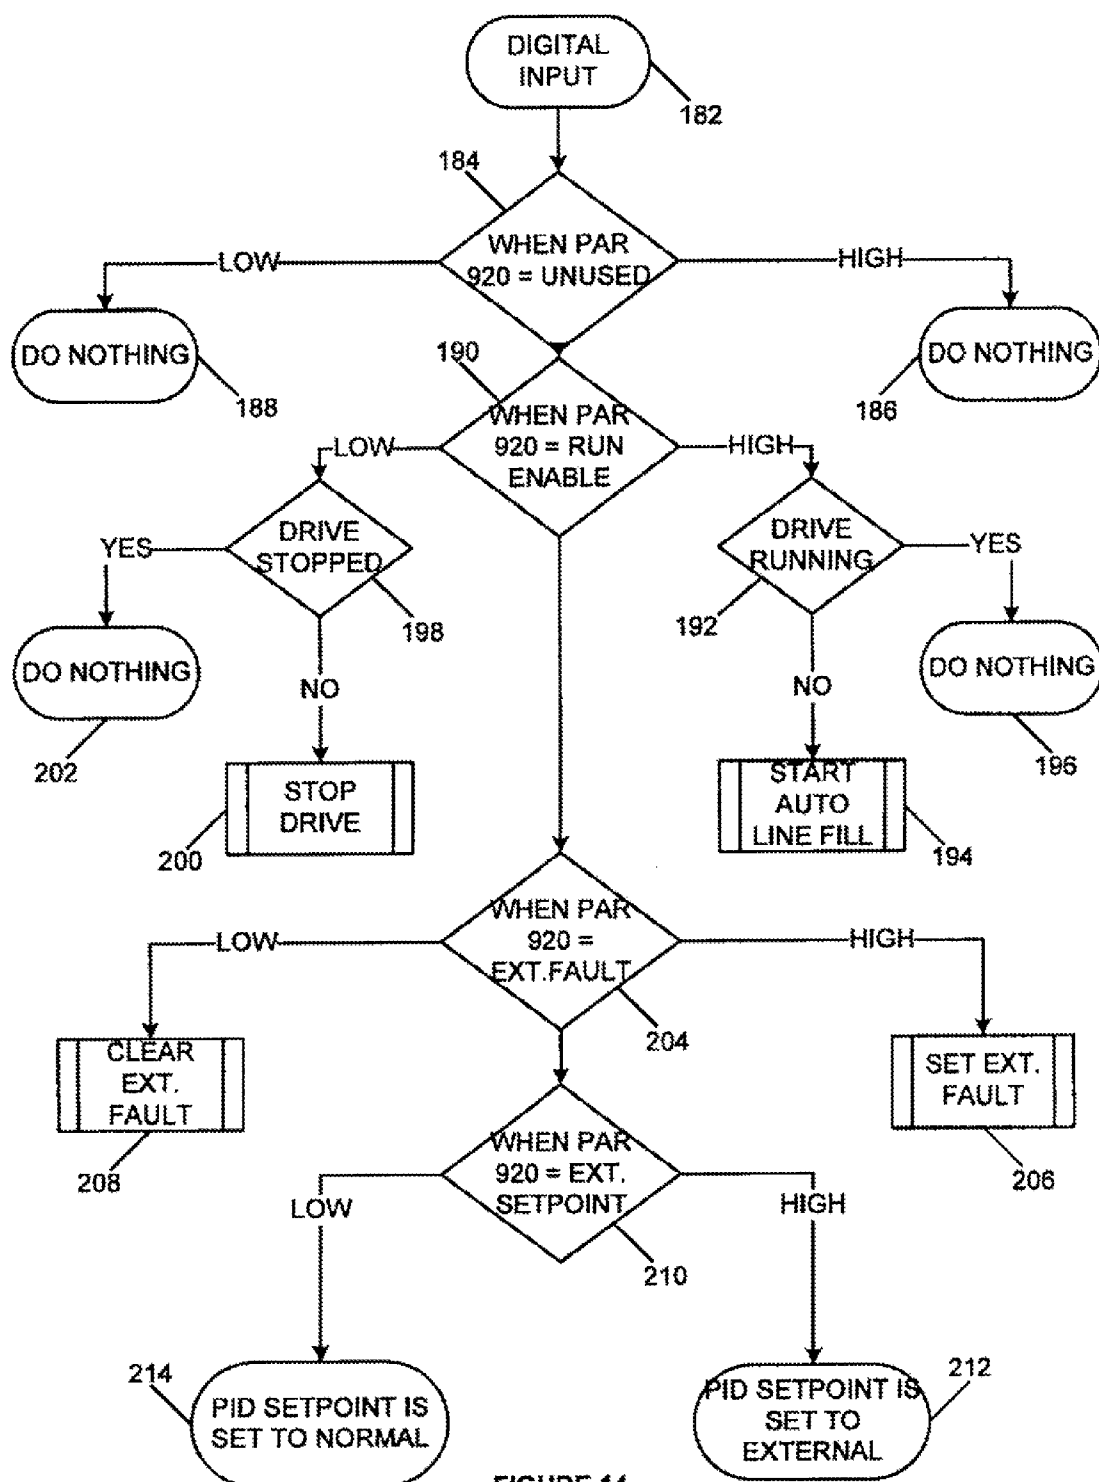 DIGITAL
INPUT
182
184
WHEN PAR
920 = UNUSED
LOW
HIGH
DO NOTHING
188
DO NOTHING
186
190
WHEN PAR
920 = RUN
ENABLE
LOW
HIGH
DRIVE
STOPPED
198
YES
DO NOTHING
202
NO
STOP
DRIVE
200
DRIVE
RUNNING
192
YES
DO NOTHING
196
NO
START
AUTO
LINE FILL
194
WHEN PAR
920 =
EXT.FAULT
204
LOW
HIGH
CLEAR
EXT.
FAULT
208
SET EXT.
FAULT
206
WHEN PAR
920 = EXT.
SETPOINT
210
LOW
HIGH
214
PID SETPOINT IS
SET TO NORMAL
PID SETPOINT IS
SET TO
EXTERNAL
212